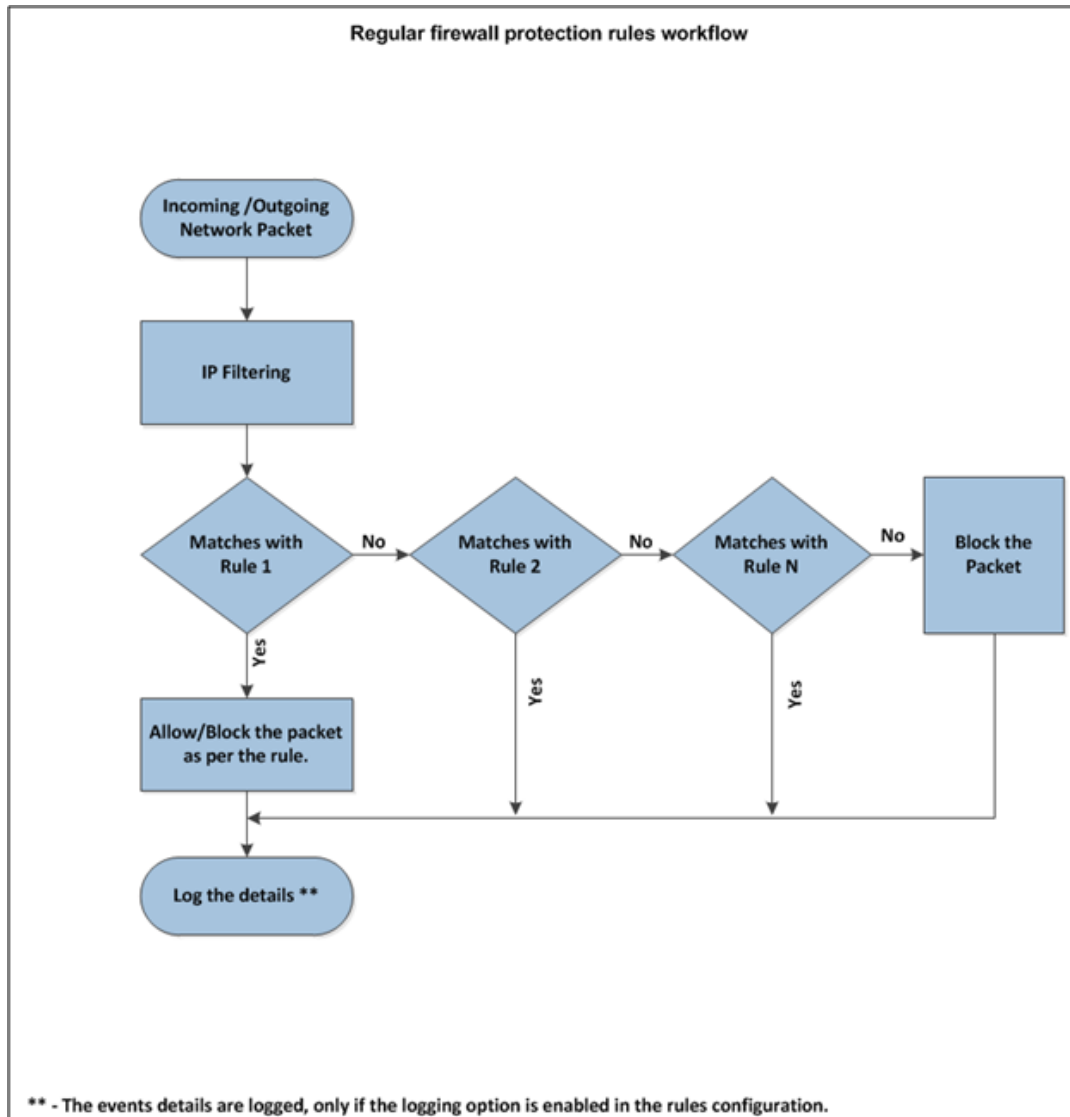 Regular firewall protection rules workflow
Incoming /Outgoing
Network Packet
IP Filtering
Matches with
Rule 1
No
Matches with
Rule 2
No
Matches with
Rule N
No
Block the
Packet
Yes
Yes
Yes
Allow/Block the packet
as per the rule.
Log the details **
** - The events details are logged, only if the logging option is enabled in the rules configuration.